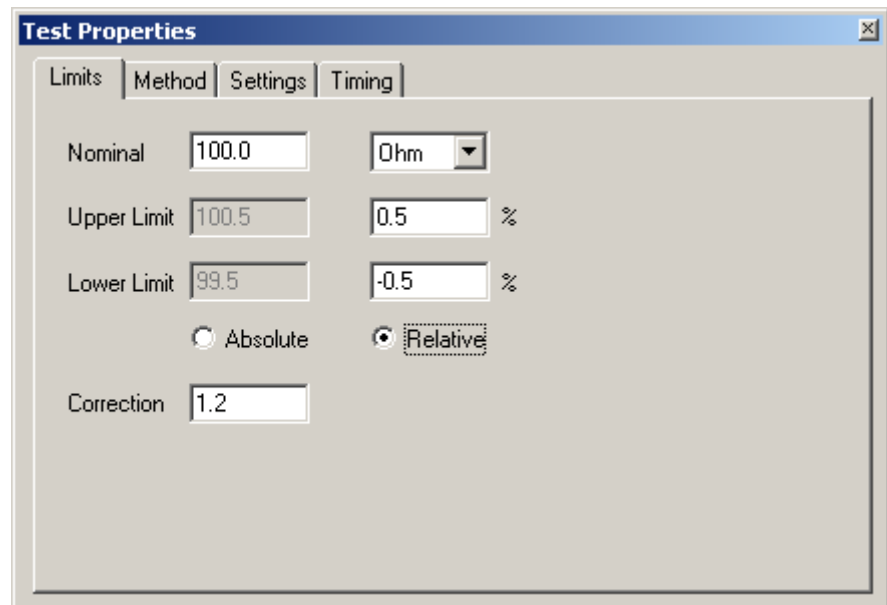 Test Properties
Limits Method Settings Timing
Nominal 100.0 Ohm
Upper Limit 100.5 0.5 %
Lower Limit 99.5 -0.5 %
Absolute Relative
Correction 1.2